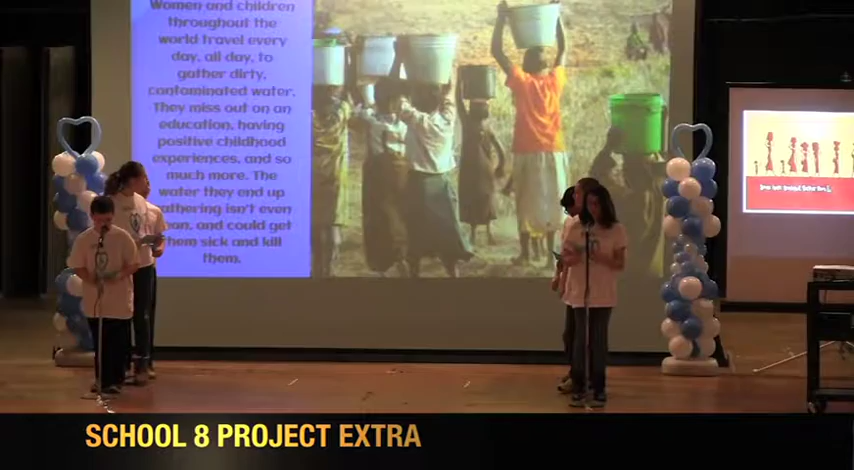 Women and children
throughout the
world travel every
day, all day, to
gather dirty,
contaminated water.
They miss out on an
education, having
positive childhood
experiences, and so
much more. The
water they end up
gathering isn't even
and could get
them sick and kill
them.
SCHOOL 8 PROJECT EXTRA